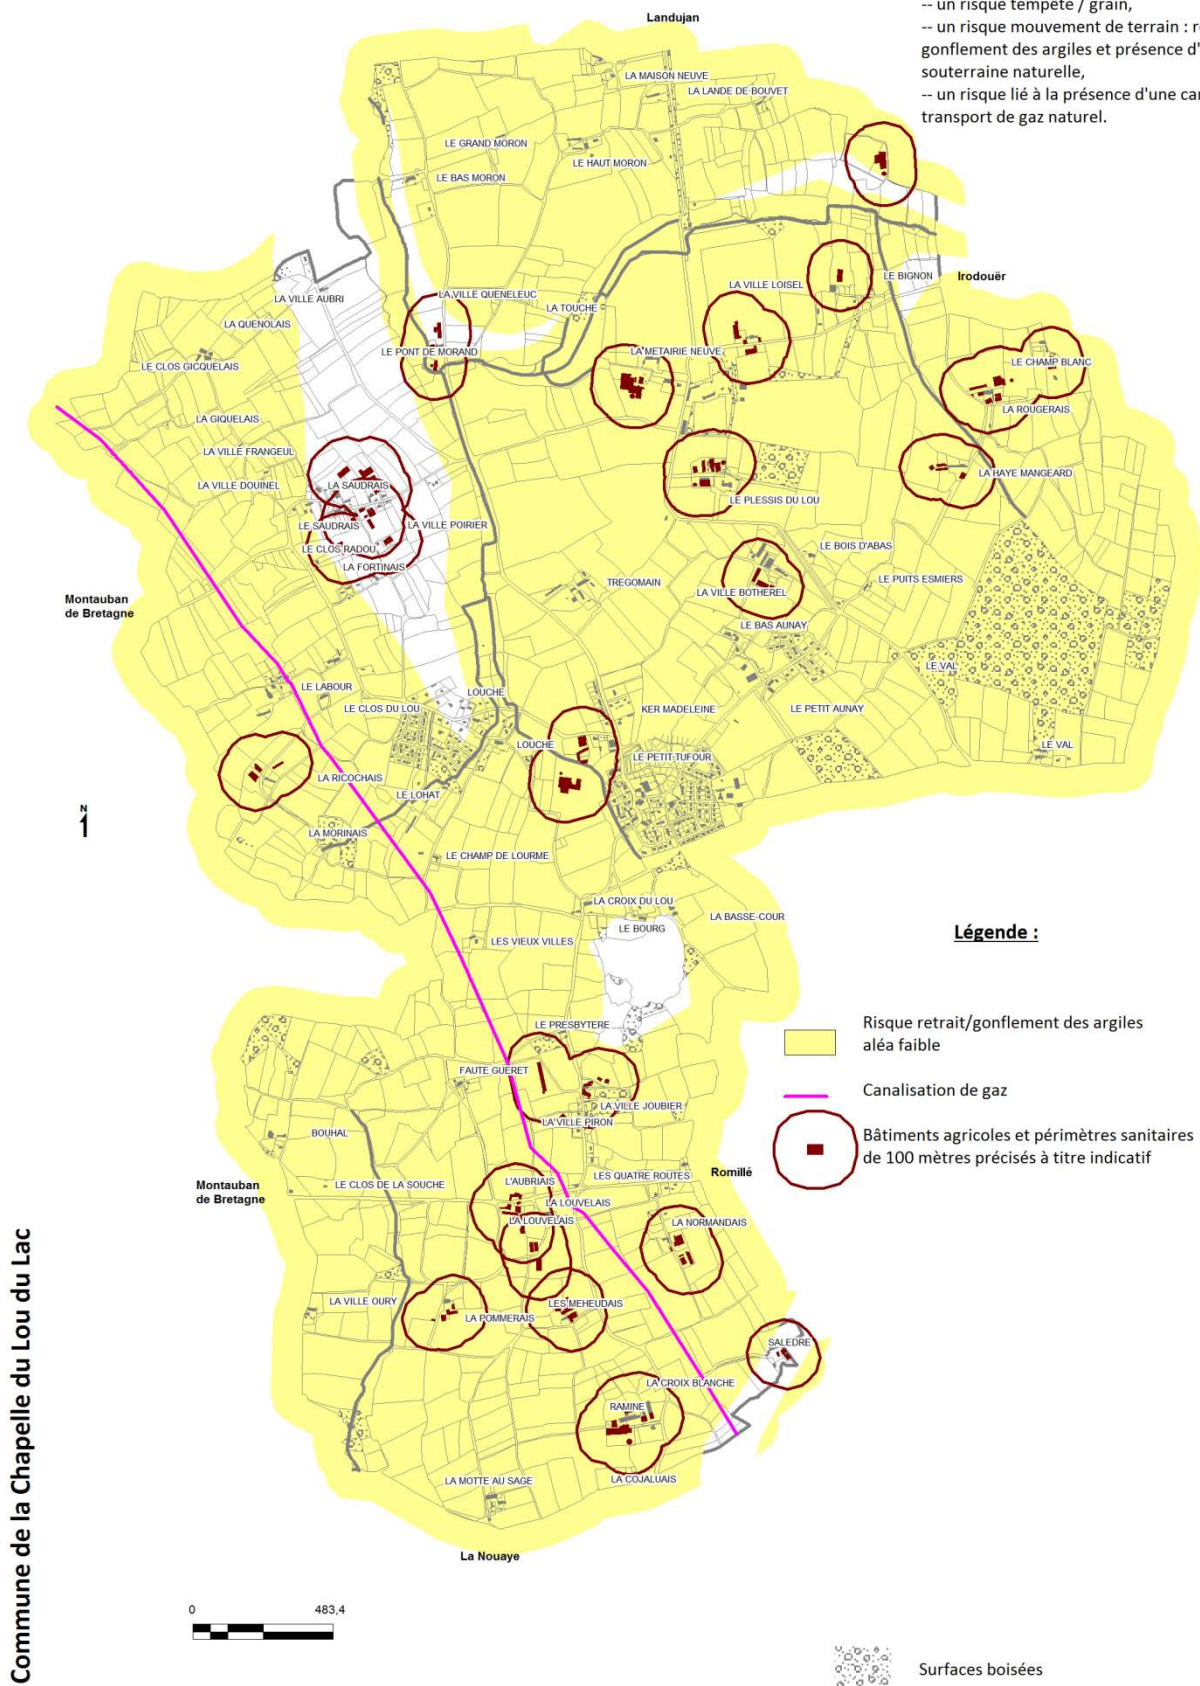 -- un risque tempête / grain,
Landujan
-- un risque mouvement de terrain : r
gonflement des argiles et présence d'
souterraine naturelle,
-- un risque lié à la présence d'une ca
transport de gaz naturel.
LA MAISON NEUVE
LA LANDE DE BOUVET
LE GRAND MORON
LE HAUT MORON
LE BAS MORON
LE BIGNON
Irodouër
LA VILLE LOISEL
LA VILLE AUBRI
LA VILLE QUENELEUC
LA TOUCHE
LA QUENOLAIS
LE PONT DE MORAND
LA METAIRIE NEUVE
LE CLOS GICQUELAIS
LE CHAMP BLANC
LA ROUGERAIS
LA GIQUELAIS
LA VILLE FRANGEUL
LA VILLE DOUINEL
LA SAUDRAIS
LA HAYE MANGEARD
LE PLESSIS DU LOU
LE SAUDRAIS
LA VILLE POIRIER
LE CLOS RADOU
LE BOIS D'ABAS
LA FORTINAIS
TREGOMAIN
LE PUITS ESMIERS
LA VILLE BOTHEREL
Montauban
de Bretagne
LE BAS AUNAY
LE VAL
LE LABOUR
LOUCHE
LE CLOS DU LOU
KER MADELEINE
LE PETIT AUNAY
LOUCHE
LE VAL
LE PETIT TUFOUR
LA RICOCHAIS
LE LOHAT
N
1
LA MORINAIS
LE CHAMP DE LOURME
LA CROIX DU LOU
LA BASSE-COUR
LE BOURG
LES VIEUX VILLES
Légende :
LE PRESBYTERE
Risque retrait/gonflement des argiles
aléa faible
FAUTE GUERET
Canalisation de gaz
LA VILLE JOUBIER
LA VILLE PIRON
BOUHAL
Bâtiments agricoles et périmètres sanitaires
de 100 mètres précisés à titre indicatif
Romillé
LES QUATRE ROUTES
L'AUBRIAIS
Montauban
de Bretagne
LE CLOS DE LA SOUCHE
LA LOUVELAIS
LA LOUVELAIS
LA NORMANDAIS
LA VILLE OURY
LES MEHEUDAIS
LA POMMERAIS
SALEDRE
LA CROIX BLANCHE
RAMINE
LA COJALUAIS
LA MOTTE AU SAGE
La Nouaye
Commune de la Chapelle du Lou du Lac
0 483,4
Surfaces boisées